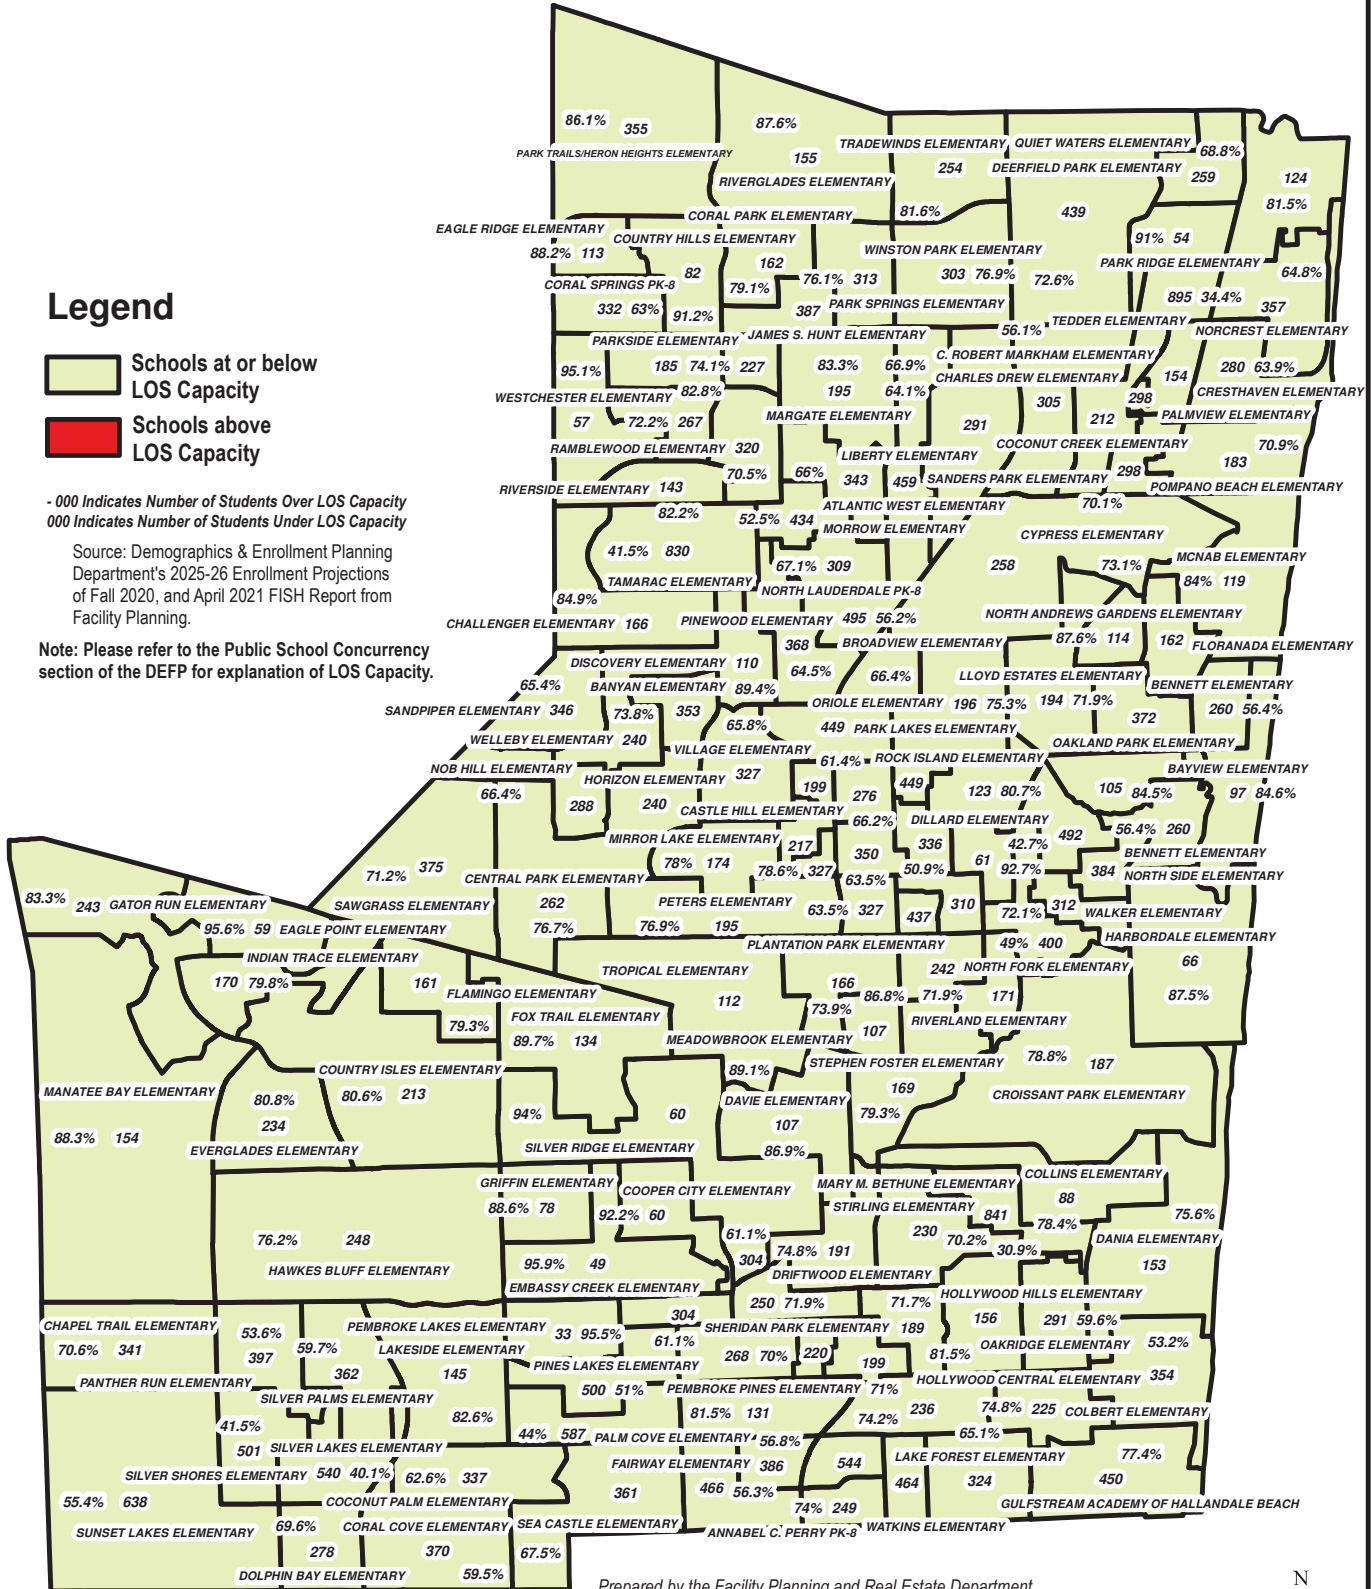 86.1%
355
87.6%
PARK TRAILS/HERON HEIGHTS ELEMENTARY
155
RIVERGLADES ELEMENTARY
TRADEWINDS ELEMENTARY
254
QUIET WATERS ELEMENTARY
68.8%
DEERFIELD PARK ELEMENTARY
259
124
81.5%
439
81.6%
CORAL PARK ELEMENTARY
EAGLE RIDGE ELEMENTARY
88.2% 113
COUNTRY HILLS ELEMENTARY
162
82
79.1%
CORAL SPRINGS PK-8
332 63%
91.2%
WINSTON PARK ELEMENTARY
76.1% 313
303 76.9%
72.6%
91% 54
PARK RIDGE ELEMENTARY
64.8%
387
PARK SPRINGS ELEMENTARY
895 34.4%
357
Legend
Schools at or below
LOS Capacity
Schools above
LOS Capacity
- 000 Indicates Number of Students Over LOS Capacity
000 Indicates Number of Students Under LOS Capacity
Source: Demographics & Enrollment Planning
Department's 2025-26 Enrollment Projections
of Fall 2020, and April 2021 FISH Report from
Facility Planning.
Note: Please refer to the Public School Concurrency
section of the DEFP for explanation of LOS Capacity.
PARKSIDE ELEMENTARY
JAMES S. HUNT ELEMENTARY
56.1%
TEDDER ELEMENTARY
NORCREST ELEMENTARY
95.1%
185 74.1% 227
83.3%
66.9%
C. ROBERT MARKHAM ELEMENTARY
280 63.9%
WESTCHESTER ELEMENTARY
82.8%
195
64.1%
CHARLES DREW ELEMENTARY
154
CRESTHAVEN ELEMENTARY
57
72.2% 267
MARGATE ELEMENTARY
291
305
298
212
PALMVIEW ELEMENTARY
RAMBLEWOOD ELEMENTARY
320
LIBERTY ELEMENTARY
COCONUT CREEK ELEMENTARY
70.9%
183
RIVERSIDE ELEMENTARY
143
70.5%
66%
343
459
SANDERS PARK ELEMENTARY
298
POMPANO BEACH ELEMENTARY
82.2%
52.5% 434
ATLANTIC WEST ELEMENTARY
70.1%
MORROW ELEMENTARY
CYPRESS ELEMENTARY
41.5% 830
67.1% 309
258
73.1%
MCNAB ELEMENTARY
84% 119
TAMARAC ELEMENTARY
NORTH LAUDERDALE PK-8
84.9%
CHALLENGER ELEMENTARY
166
PINEWOOD ELEMENTARY
495 56.2%
NORTH ANDREWS GARDENS ELEMENTARY
368
BROADVIEW ELEMENTARY
87.6% 114
162
FLORANADA ELEMENTARY
DISCOVERY ELEMENTARY
110
64.5%
66.4%
LLOYD ESTATES ELEMENTARY
65.4%
BANYAN ELEMENTARY
89.4%
BENNETT ELEMENTARY
SANDPIPER ELEMENTARY
346
73.8%
353
ORIOLE ELEMENTARY
196 75.3%
194 71.9%
260 56.4%
65.8%
449
PARK LAKES ELEMENTARY
372
WELLEBY ELEMENTARY
240
VILLAGE ELEMENTARY
OAKLAND PARK ELEMENTARY
NOB HILL ELEMENTARY
HORIZON ELEMENTARY
327
61.4%
ROCK ISLAND ELEMENTARY
BAYVIEW ELEMENTARY
66.4%
199
449
123 80.7%
105 84.5%
97 84.6%
288
240
CASTLE HILL ELEMENTARY
276
66.2%
DILLARD ELEMENTARY
492
56.4% 260
MIRROR LAKE ELEMENTARY
217
336
42.7%
BENNETT ELEMENTARY
71.2% 375
78% 174
350
61
92.7%
384
NORTH SIDE ELEMENTARY
CENTRAL PARK ELEMENTARY
78.6% 327
63.5%
50.9%
83.3%
243
GATOR RUN ELEMENTARY
SAWGRASS ELEMENTARY
262
PETERS ELEMENTARY
63.5% 327
437
310
72.1%
312
WALKER ELEMENTARY
95.6% 59
EAGLE POINT ELEMENTARY
76.7%
76.9%
195
PLANTATION PARK ELEMENTARY
49% 400
HARBORDALE ELEMENTARY
INDIAN TRACE ELEMENTARY
TROPICAL ELEMENTARY
242
NORTH FORK ELEMENTARY
66
170 79.8%
161
FLAMINGO ELEMENTARY
112
166
86.8%
71.9%
171
87.5%
79.3%
FOX TRAIL ELEMENTARY
73.9%
RIVERLAND ELEMENTARY
89.7% 134
MEADOWBROOK ELEMENTARY
107
COUNTRY ISLES ELEMENTARY
89.1%
STEPHEN FOSTER ELEMENTARY
78.8%
187
MANATEE BAY ELEMENTARY
80.8%
80.6% 213
94%
60
DAVIE ELEMENTARY
169
79.3%
CROISSANT PARK ELEMENTARY
88.3% 154
234
107
EVERGLADES ELEMENTARY
SILVER RIDGE ELEMENTARY
86.9%
GRIFFIN ELEMENTARY
COOPER CITY ELEMENTARY
MARY M. BETHUNE ELEMENTARY
COLLINS ELEMENTARY
88
88.6% 78
92.2% 60
STIRLING ELEMENTARY
841
78.4%
75.6%
76.2%
248
61.1%
230
70.2%
30.9%
DANIA ELEMENTARY
304
74.8% 191
153
HAWKES BLUFF ELEMENTARY
95.9% 49
DRIFTWOOD ELEMENTARY
EMBASSY CREEK ELEMENTARY
250 71.9%
71.7%
HOLLYWOOD HILLS ELEMENTARY
304
156
291 59.6%
CHAPEL TRAIL ELEMENTARY
53.6%
PEMBROKE LAKES ELEMENTARY
33 95.5%
61.1%
SHERIDAN PARK ELEMENTARY
189
53.2%
70.6% 341
397
59.7%
LAKESIDE ELEMENTARY
268 70%
220
199
81.5%
OAKRIDGE ELEMENTARY
362
145
PINES LAKES ELEMENTARY
354
PANTHER RUN ELEMENTARY
500 51%
PEMBROKE PINES ELEMENTARY
71%
HOLLYWOOD CENTRAL ELEMENTARY
SILVER PALMS ELEMENTARY
82.6%
81.5% 131
74.2%
236
74.8% 225
COLBERT ELEMENTARY
41.5%
44% 587
PALM COVE ELEMENTARY
56.8%
65.1%
501
SILVER LAKES ELEMENTARY
FAIRWAY ELEMENTARY
386
544
LAKE FOREST ELEMENTARY
77.4%
SILVER SHORES ELEMENTARY
540 40.1%
62.6% 337
464
324
450
55.4% 638
COCONUT PALM ELEMENTARY
361
466 56.3%
74% 249
GULFSTREAM ACADEMY OF HALLANDALE BEACH
SUNSET LAKES ELEMENTARY
69.6%
CORAL COVE ELEMENTARY
SEA CASTLE ELEMENTARY
ANNABEL C. PERRY PK-8
WATKINS ELEMENTARY
278
370
67.5%
DOLPHIN BAY ELEMENTARY
59.5%
Prepared by the Facility Planning and Real Estate Department
N